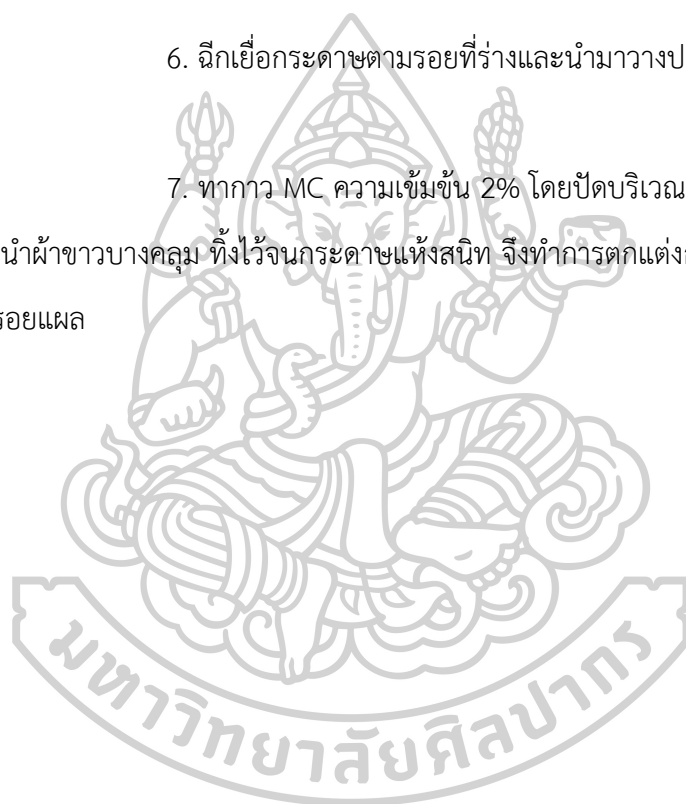 6. ฉีกเยื่อกระดาษตามรอยที่ร่างและนำมาวางป
7. ทากาว MC ความเข้มข้น 2% โดยปัดบริเวณ
นำผ้าขาวบางคลุม ทิ้งไว้จนกระดาษแห้งสนิท จึงทำการตกแต่ง
รอยแผล
มหาวิทยาลัยศิลปากร